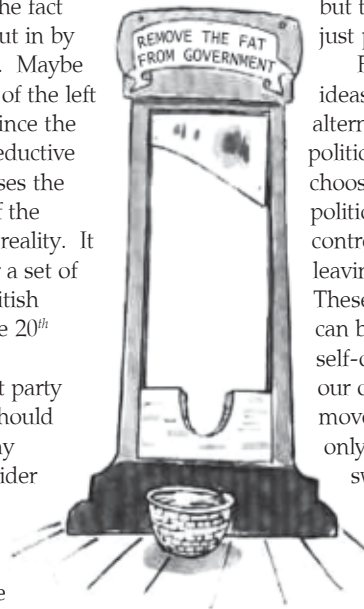 he fact
ut in by
. Maybe
of the left
ince the
eductive
ses the
f the
reality. It
a set of
itish
e 20th
t party
hould
ny
ider
e
REMOVE THE FAT
FROM GOVERNMENT
but t
just p
ideas
altern
politic
choos
politic
contro
leavin
These
can b
self-c
our c
move
only
sw